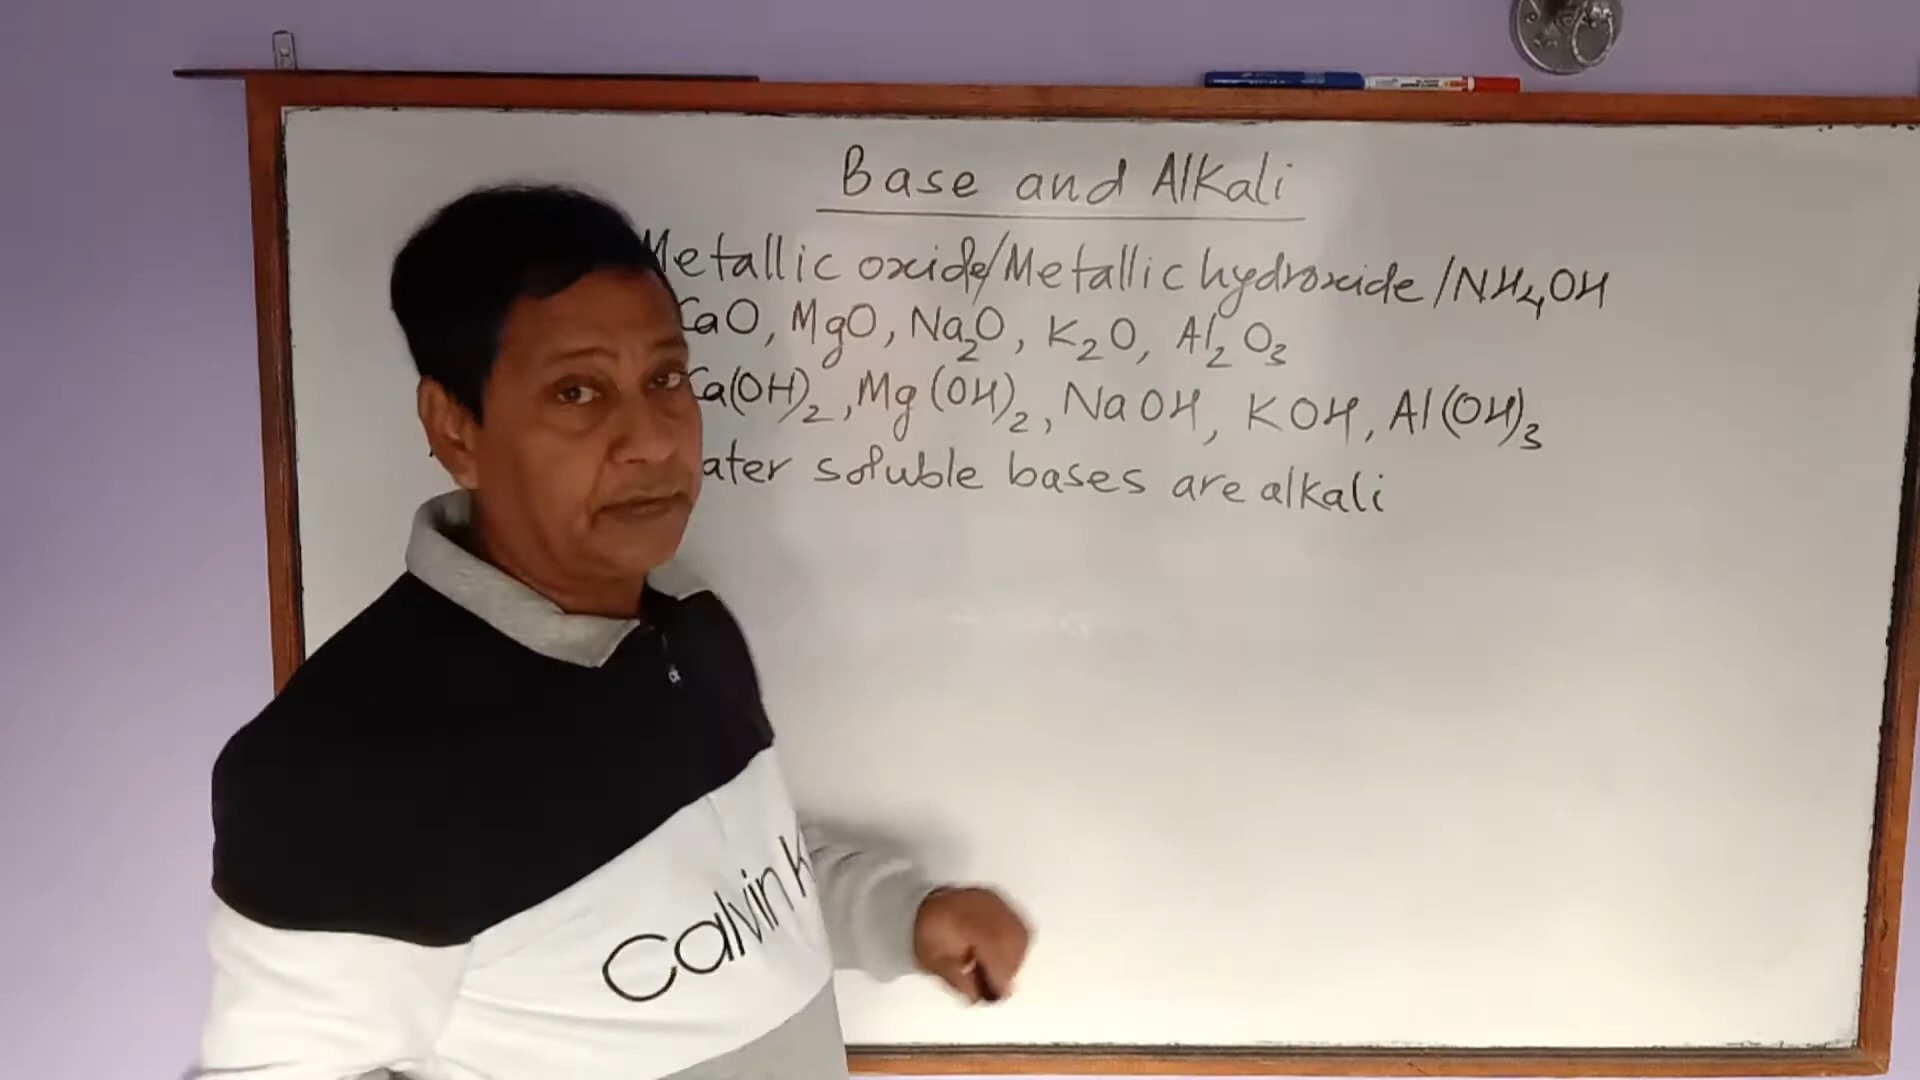 Base and Alkali
Metallic oxide/Metallic hydroxide/NH₄OH
CaO, MgO, Na₂O, K₂O, Al₂O₃
Ca(OH)₂, Mg(OH)₂, NaOH, KOH, Al(OH)₃
soluble bases are alkali
Calvin K